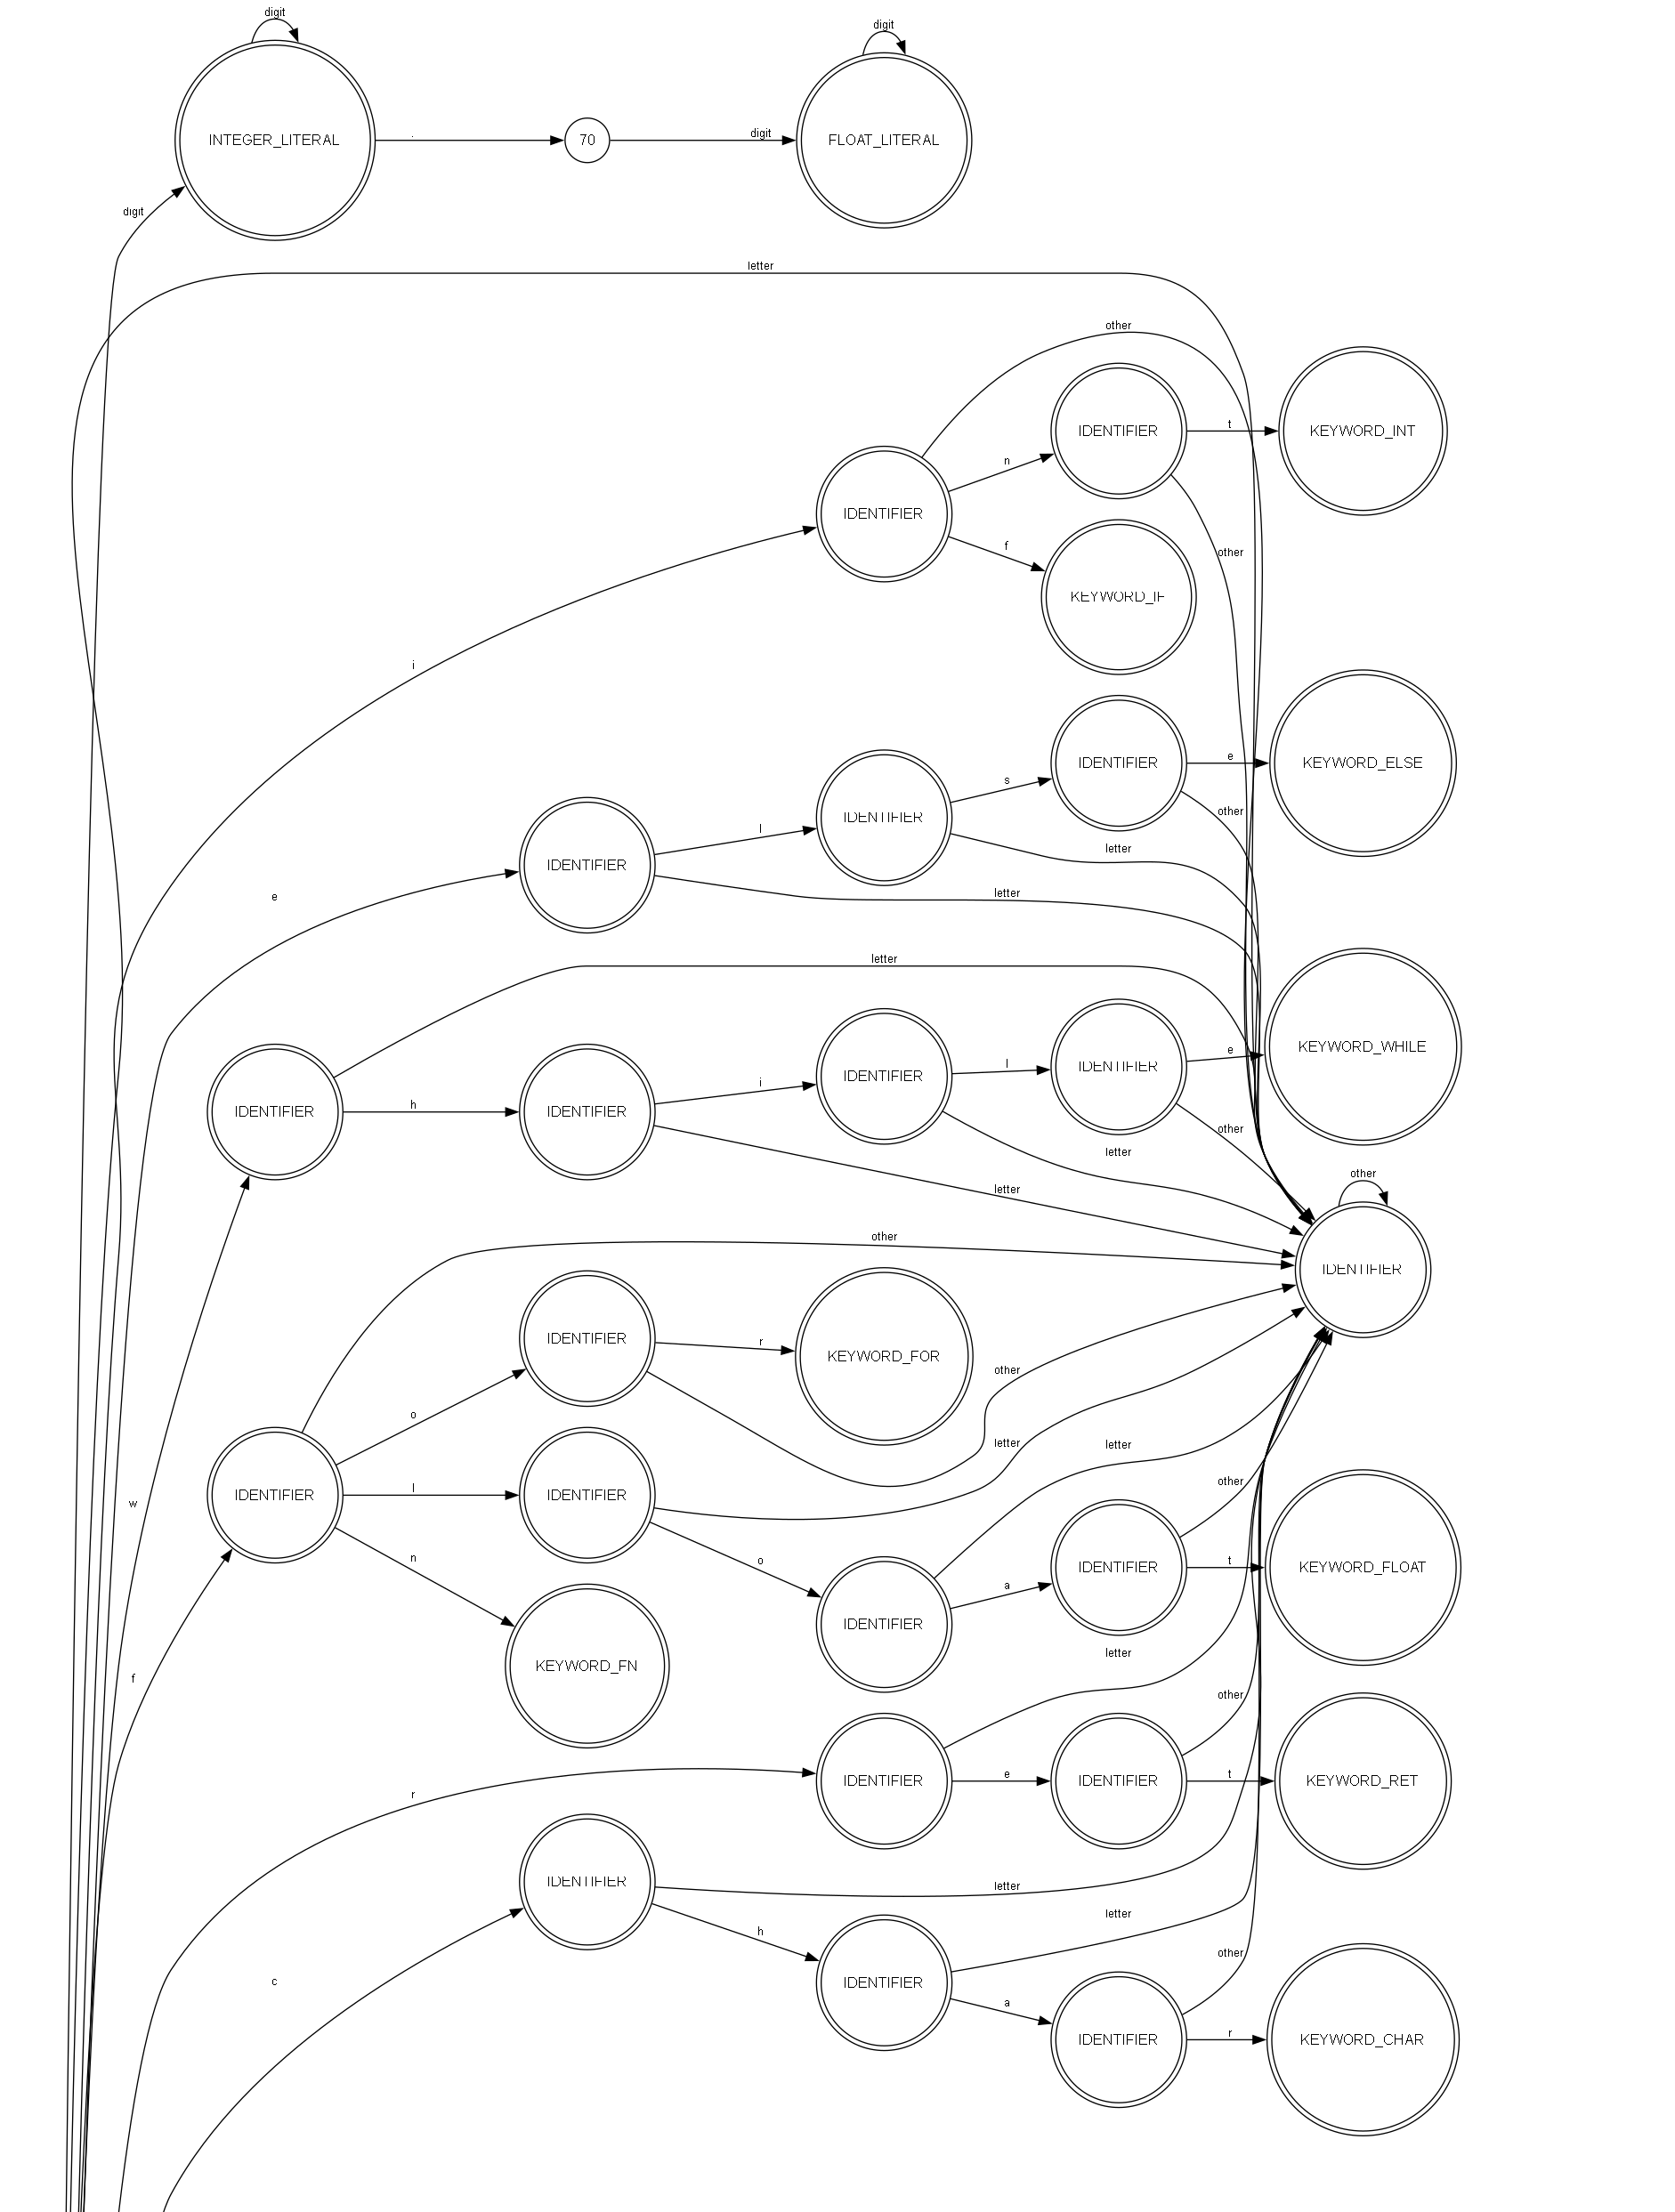 digit
digit
INTEGER_LITERAL
.
70
digit
FLOAT_LITERAL
digit
letter
other
IDENTIFIER
t
KEYWORD_INT
n
IDENTIFIER
f
other
KEYWORD_IF
i
IDENTIFIER
e
KEYWORD_ELSE
s
other
IDENTIFIER
l
letter
IDENTIFIER
letter
e
letter
IDENTIFIER
e
KEYWORD_WHILE
l
IDENTIFIER
i
IDENTIFIER
h
IDENTIFIER
other
letter
letter
other
other
IDENTIFIER
IDENTIFIER
r
KEYWORD_FOR
other
o
letter
letter
IDENTIFIER
l
IDENTIFIER
other
w
n
o
IDENTIFIER
t
KEYWORD_FLOAT
a
IDENTIFIER
letter
KEYWORD_FN
f
other
r
IDENTIFIER
e
IDENTIFIER
t
KEYWORD_RET
IDENTIFIER
letter
letter
h
other
c
IDENTIFIER
a
IDENTIFIER
r
KEYWORD_CHAR